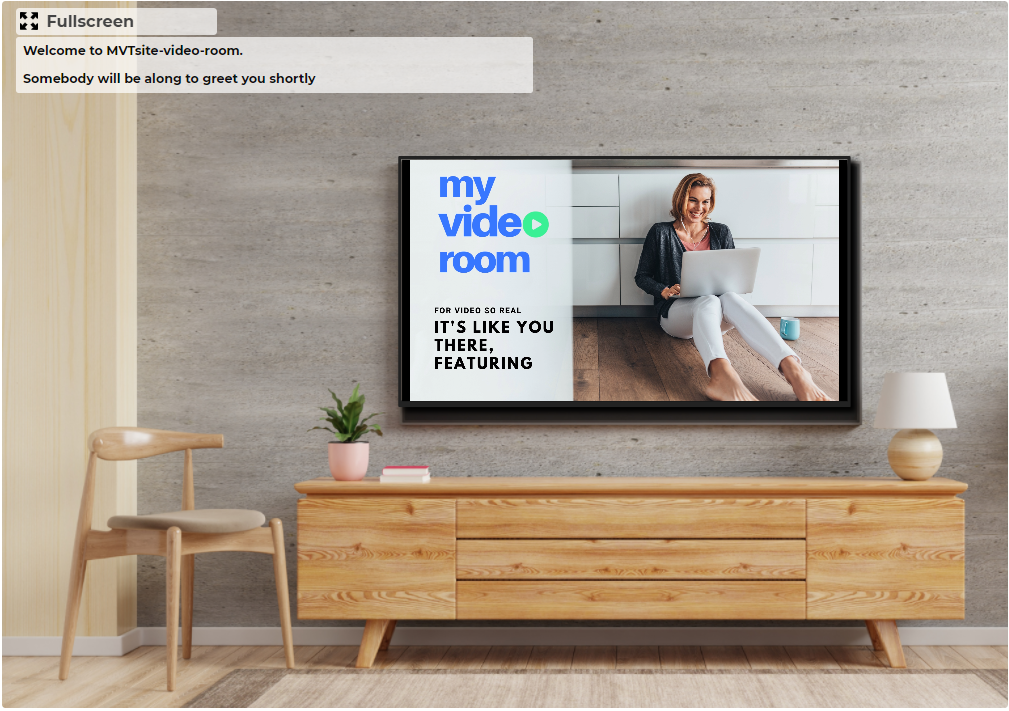 Fullscreen
Welcome to MVTsite-video-room.
Somebody will be along to greet you shortly
my
video
room
FOR VIDEO SO REAL
IT'S LIKE YOU
THERE,
FEATURING